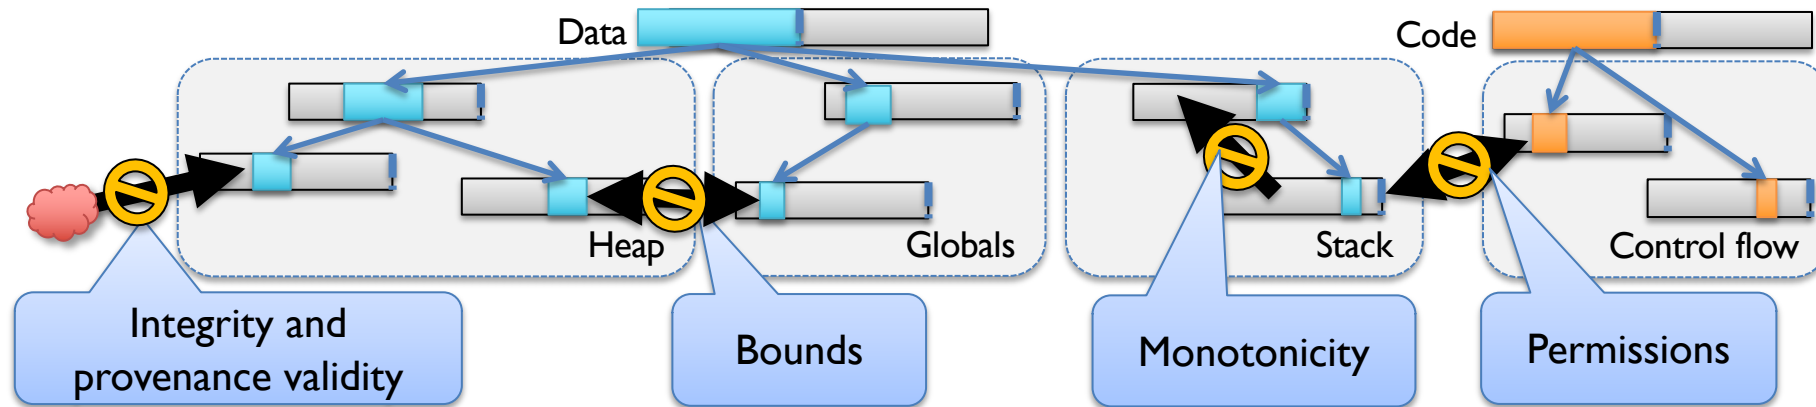 Data
Code
Heap
Globals
Stack
Control flow
Integrity and
provenance validity
Bounds
Monotonicity
Permissions